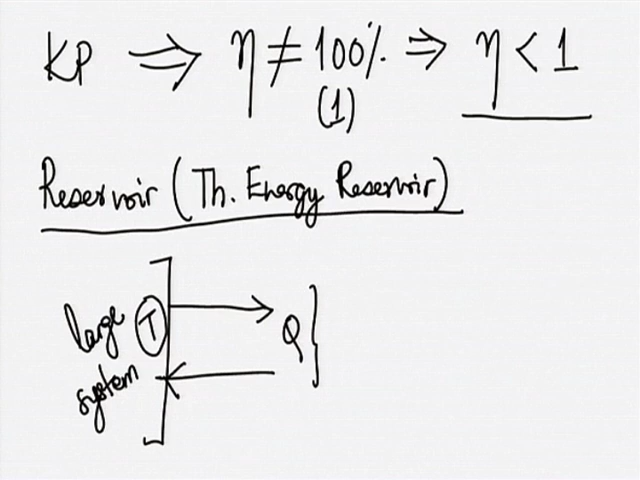 KP ⟹ η ≠ 100% ⇒ η < 1
(1)
Reservoir (Th. Energy Reservoir)
large
system
T
Q